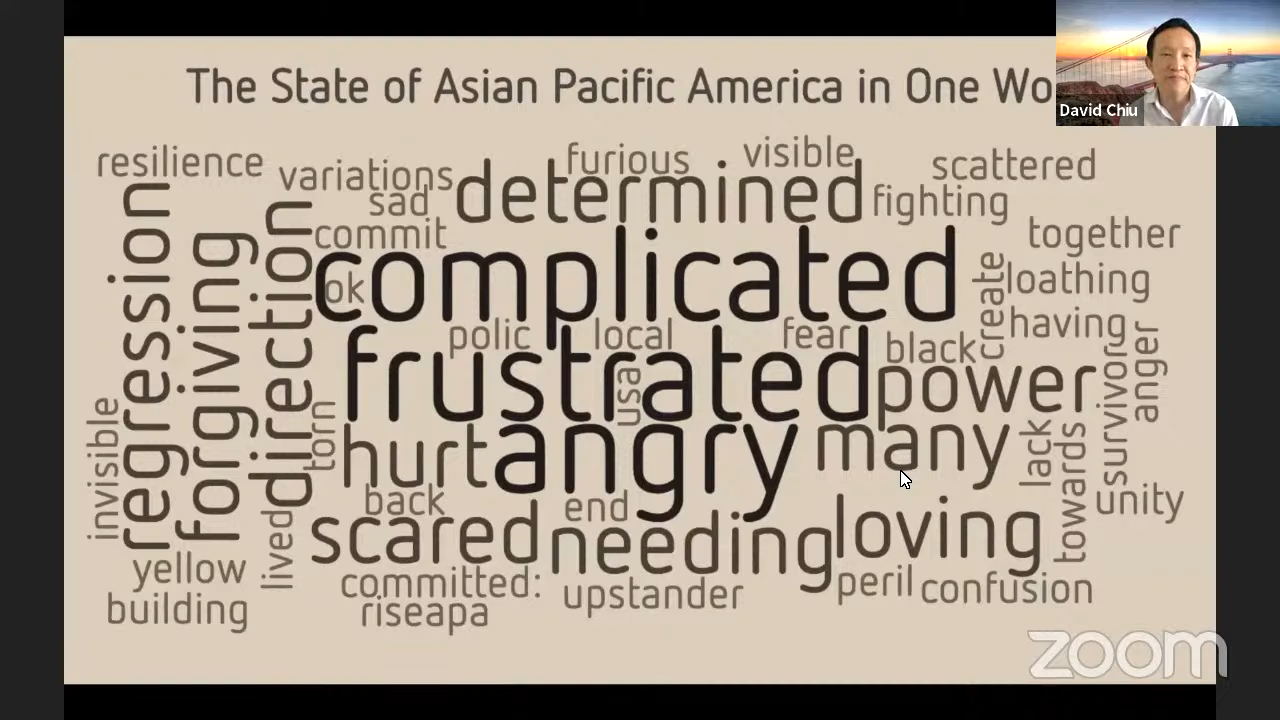 The State of Asian Pacific America in One Wo
David Chiu
resilience
variations
furious
visible
scattered
sad
determined
fighting
commit
together
regression
forgiving
direction
ok
complicated
create
loathing
polic
local
fear
black
having
frustrated
usa
power
survivor
anger
invisible
torn
hurt
angry
many
lack
towards
back
end
unity
lived
scared
needing
loving
yellow
committed:
upstander
peril
confusion
building
riseapa
zoom